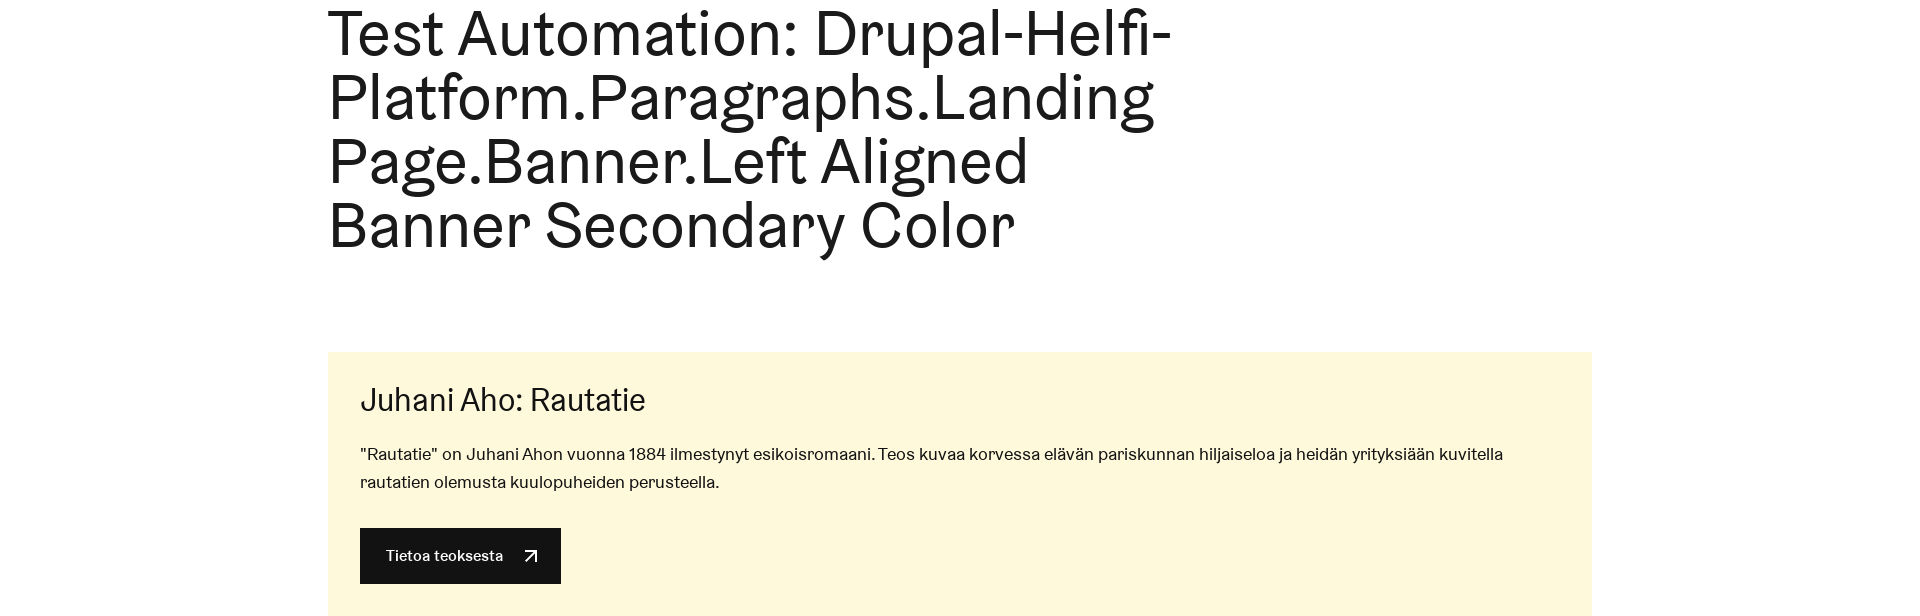 Test Automation: Drupal-Helfi-
Platform.Paragraphs.Landing
Page.Banner.Left Aligned
Banner Secondary Color
Juhani Aho: Rautatie
"Rautatie" on Juhani Ahon vuonna 1884 ilmestynyt esikoisromaani. Teos kuvaa korvessa elävän pariskunnan hiljaiseloa ja heidän yrityksiään kuvitella
rautatien olemusta kuulopuheiden perusteella.
Tietoa teoksesta